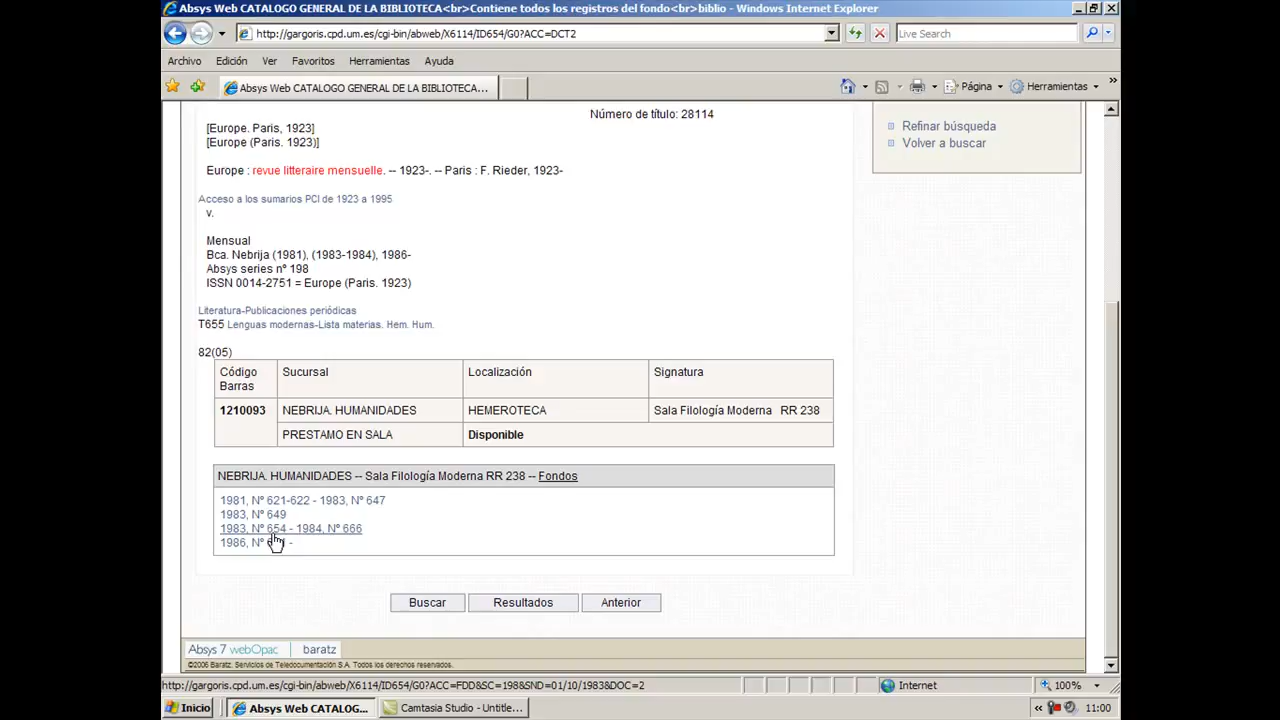 Absys Web CATALOGO GENERAL DE LA BIBLIOTECA<br>Contiene todos los registros del fondo<br>biblio - Windows Internet Explorer
http://gargoris.cpd.um.es/cgi-bin/abweb/X6114/ID654/G0?ACC=DCT2
Live Search
Archivo Edición Ver Favoritos Herramientas Ayuda
Absys Web CATALOGO GENERAL DE LA BIBLIOTECA...
Página
Herramientas
Número de título: 28114
[Europe. Paris, 1923]
[Europe (Paris. 1923)]
Europe : revue litteraire mensuelle. -- 1923-. -- Paris : F. Rieder, 1923-
Acceso a los sumarios PCI de 1923 a 1995
v.
Mensual
Bca. Nebrija (1981), (1983-1984), 1986-
Absys series nº 198
ISSN 0014-2751 = Europe (Paris. 1923)
Literatura-Publicaciones periódicas
T655 Lenguas modernas-Lista materias. Hem. Hum.
82(05)
Código Barras Sucursal Localización Signatura
1210093 NEBRIJA. HUMANIDADES HEMEROTECA Sala Filología Moderna RR 238
PRESTAMO EN SALA Disponible
NEBRIJA. HUMANIDADES -- Sala Filología Moderna RR 238 -- Fondos
1981, Nº 621-622 - 1983, Nº 647
1983, Nº 649
1983, Nº 654 - 1984, Nº 666
1986, Nº -
Refinar búsqueda
Volver a buscar
Buscar Resultados Anterior
Absys 7 webOpac baratz
©2006 Baratz. Servicios de Teledocumentación S.A. Todos los derechos reservados.
http://gargoris.cpd.um.es/cgi-bin/abweb/X6114/ID654/G0?ACC=FDD&SC=198&SND=01/10/1983&DOC=2
Internet
100%
Inicio
Absys Web CATALOG...
Camtasia Studio - Untitle...
11:00